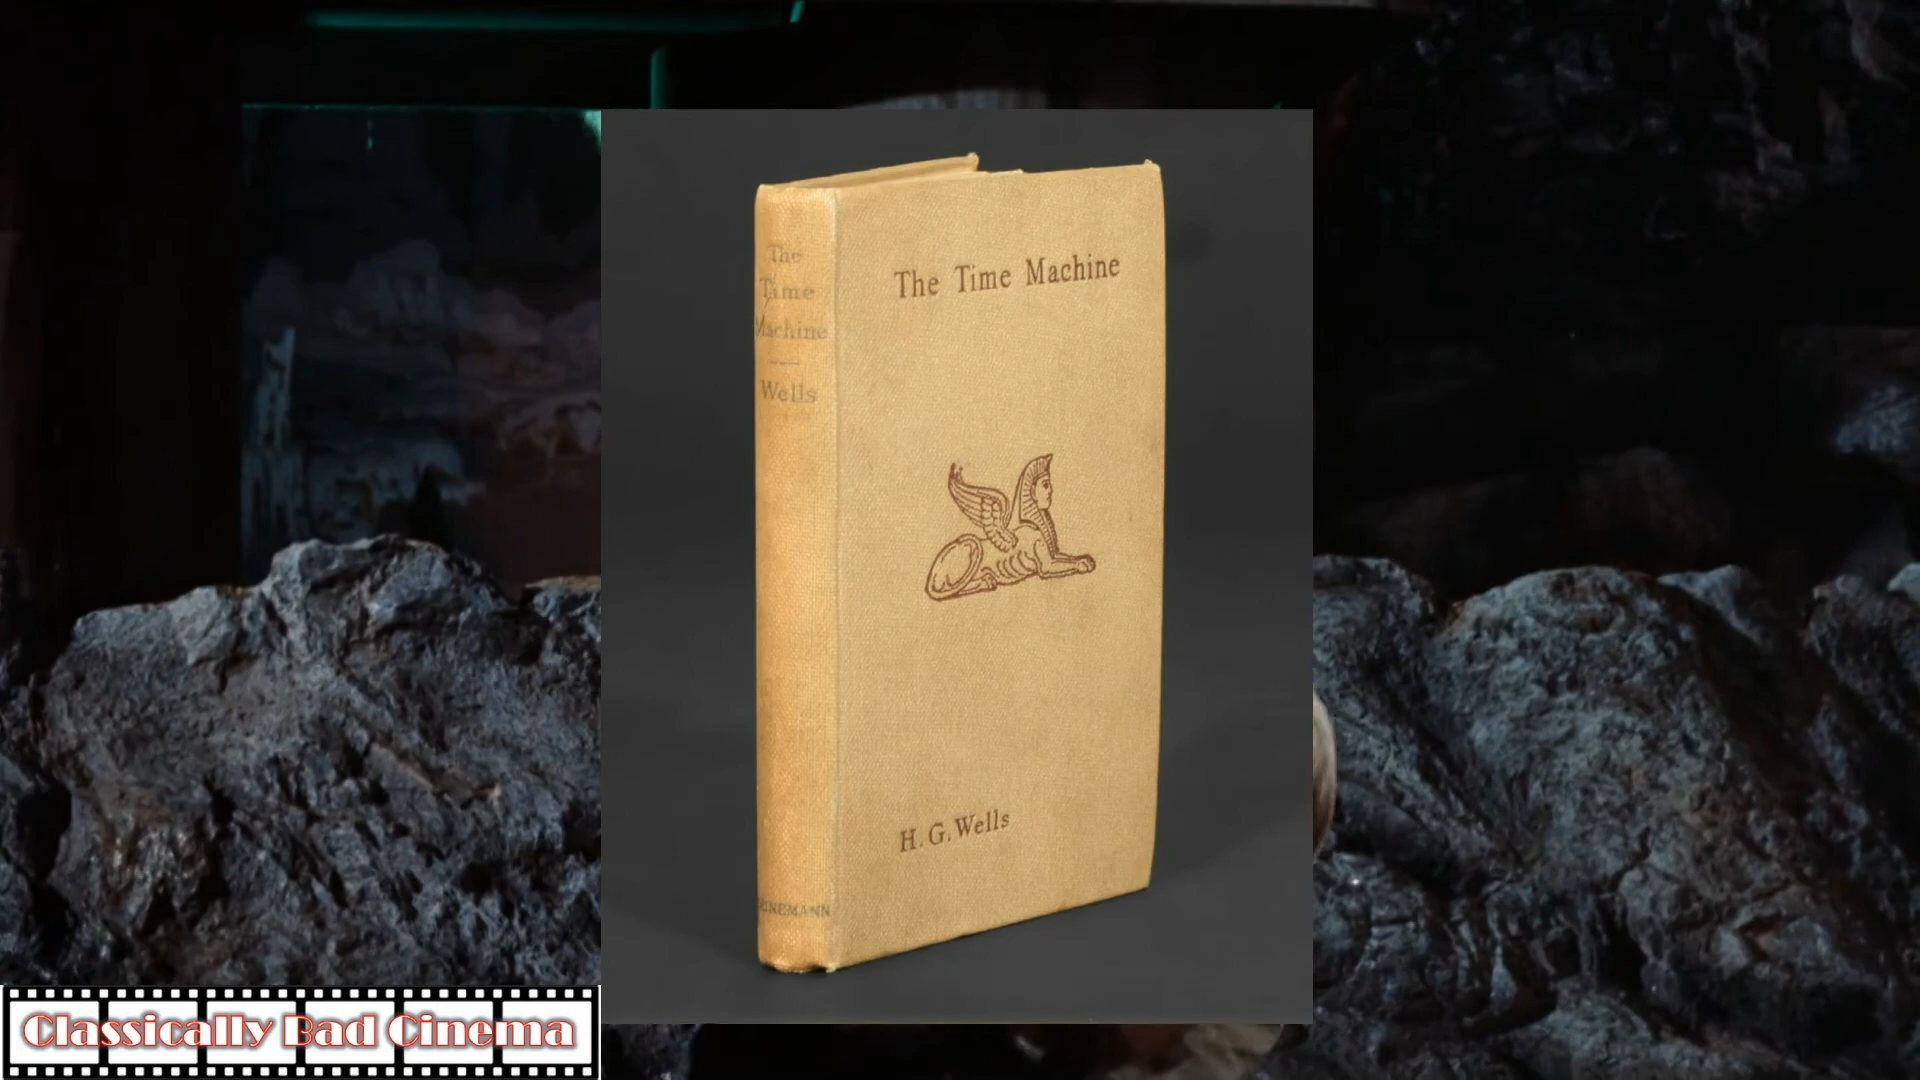 The
Time
Machine
Wells
The Time Machine
H. G. Wells
Classically Bad Cinema